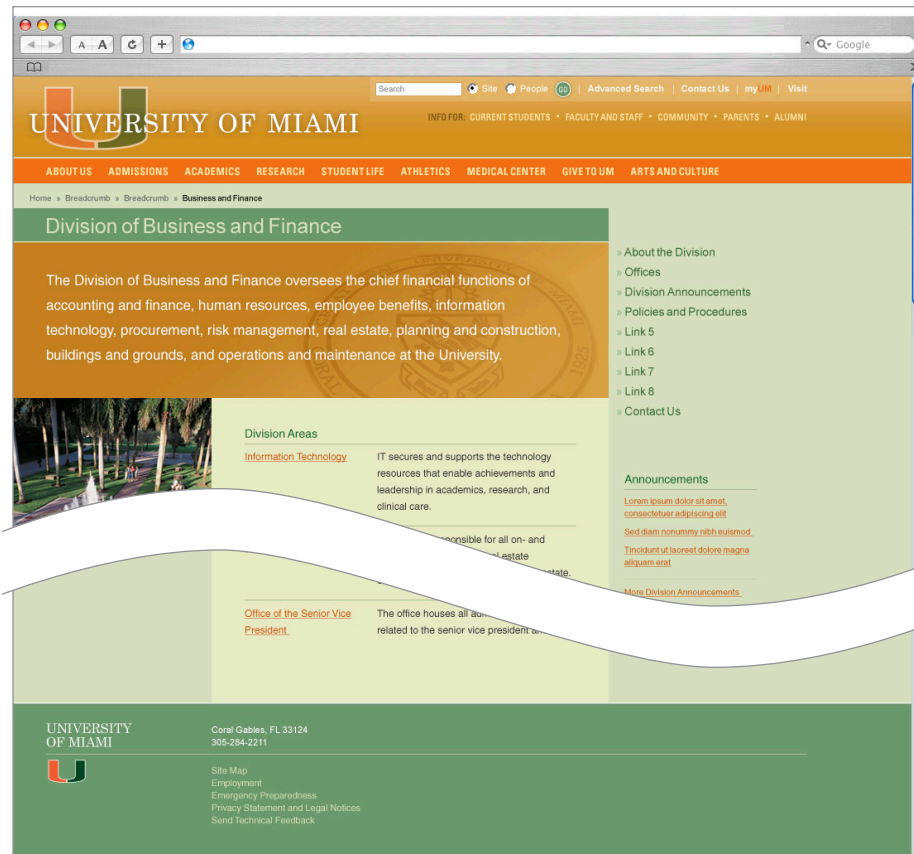 A A C + Google
Search Site People GO | Advanced Search | Contact Us | myUM | Visit
UNIVERSITY OF MIAMI
INFO FOR: CURRENT STUDENTS • FACULTY AND STAFF • COMMUNITY • PARENTS • ALUMNI
ABOUT US ADMISSIONS ACADEMICS RESEARCH STUDENT LIFE ATHLETICS MEDICAL CENTER GIVE TO UM ARTS AND CULTURE
Home » Breadcrumb » Breadcrumb » Business and Finance
Division of Business and Finance
The Division of Business and Finance oversees the chief financial functions of
accounting and finance, human resources, employee benefits, information
technology, procurement, risk management, real estate, planning and construction,
buildings and grounds, and operations and maintenance at the University.
» About the Division
» Offices
» Division Announcements
» Policies and Procedures
» Link 5
» Link 6
» Link 7
» Link 8
» Contact Us
Division Areas
Information Technology
IT secures and supports the technology
resources that enable achievements and
leadership in academics, research, and
clinical care.
for all on- and
estate
Office of the Senior Vice
President
The office houses all
related to the senior vice president
Announcements
Lorem ipsum dolor sit amet,
consectetuer adipiscing elit
Sed diam nonummy nibh euismod
Tincidunt ut laoreet dolore magna
aliquam erat
More Division Announcements
UNIVERSITY
OF MIAMI
Coral Gables, FL 33124
305-284-2211
Site Map
Employment
Emergency Preparedness
Privacy Statement and Legal Notices
Send Technical Feedback